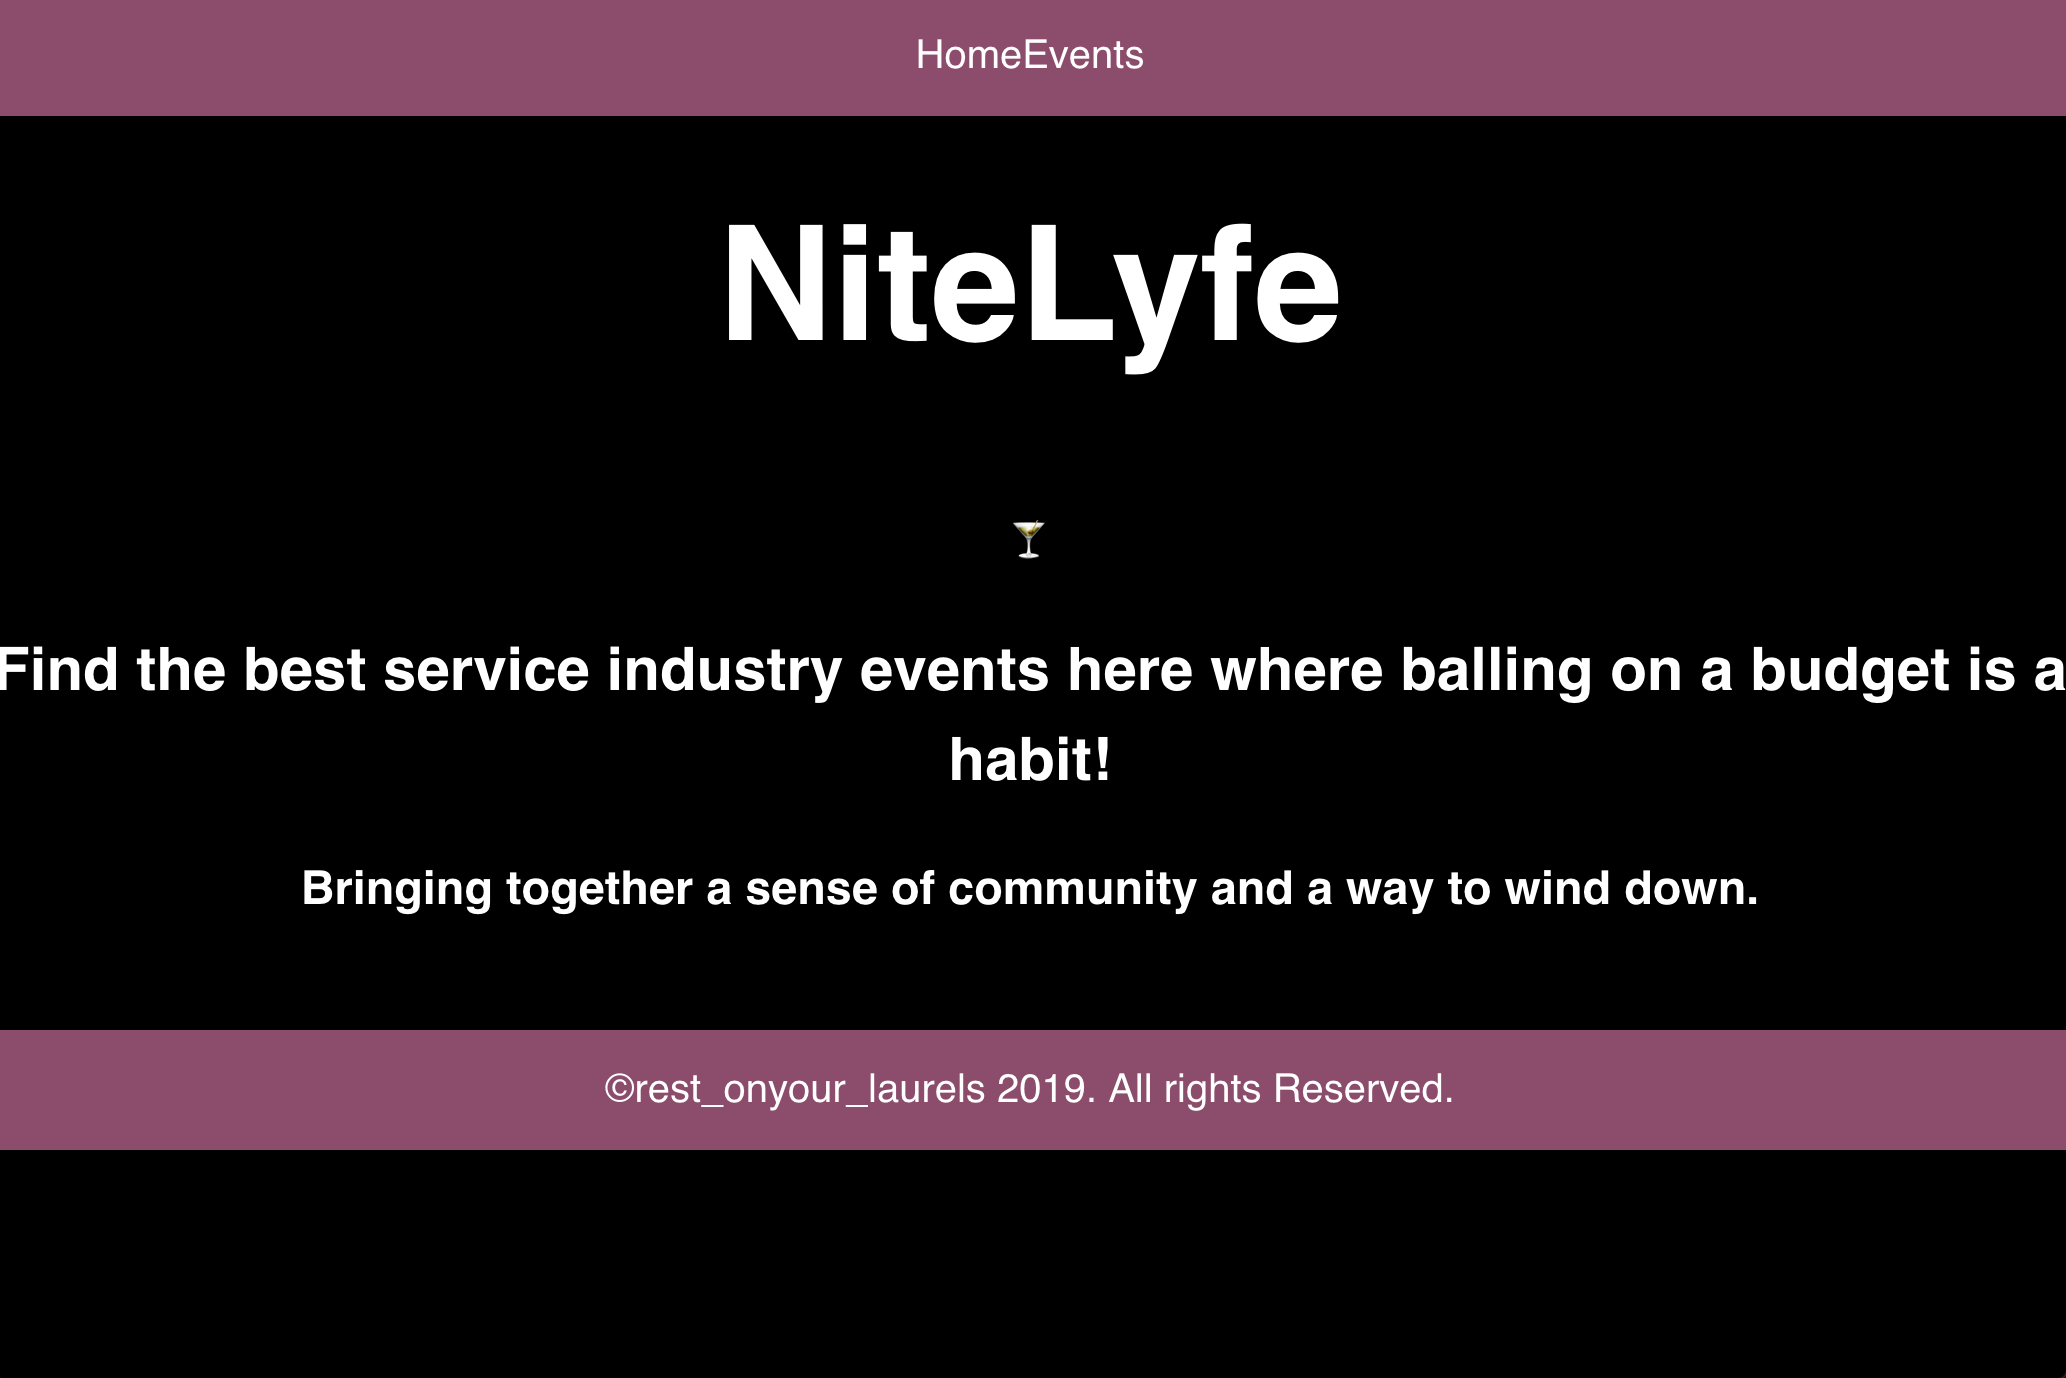 HomeEvents
NiteLyfe
Find the best service industry events here where balling on a budget is a
habit!
Bringing together a sense of community and a way to wind down.
©rest_onyour_laurels 2019. All rights Reserved.